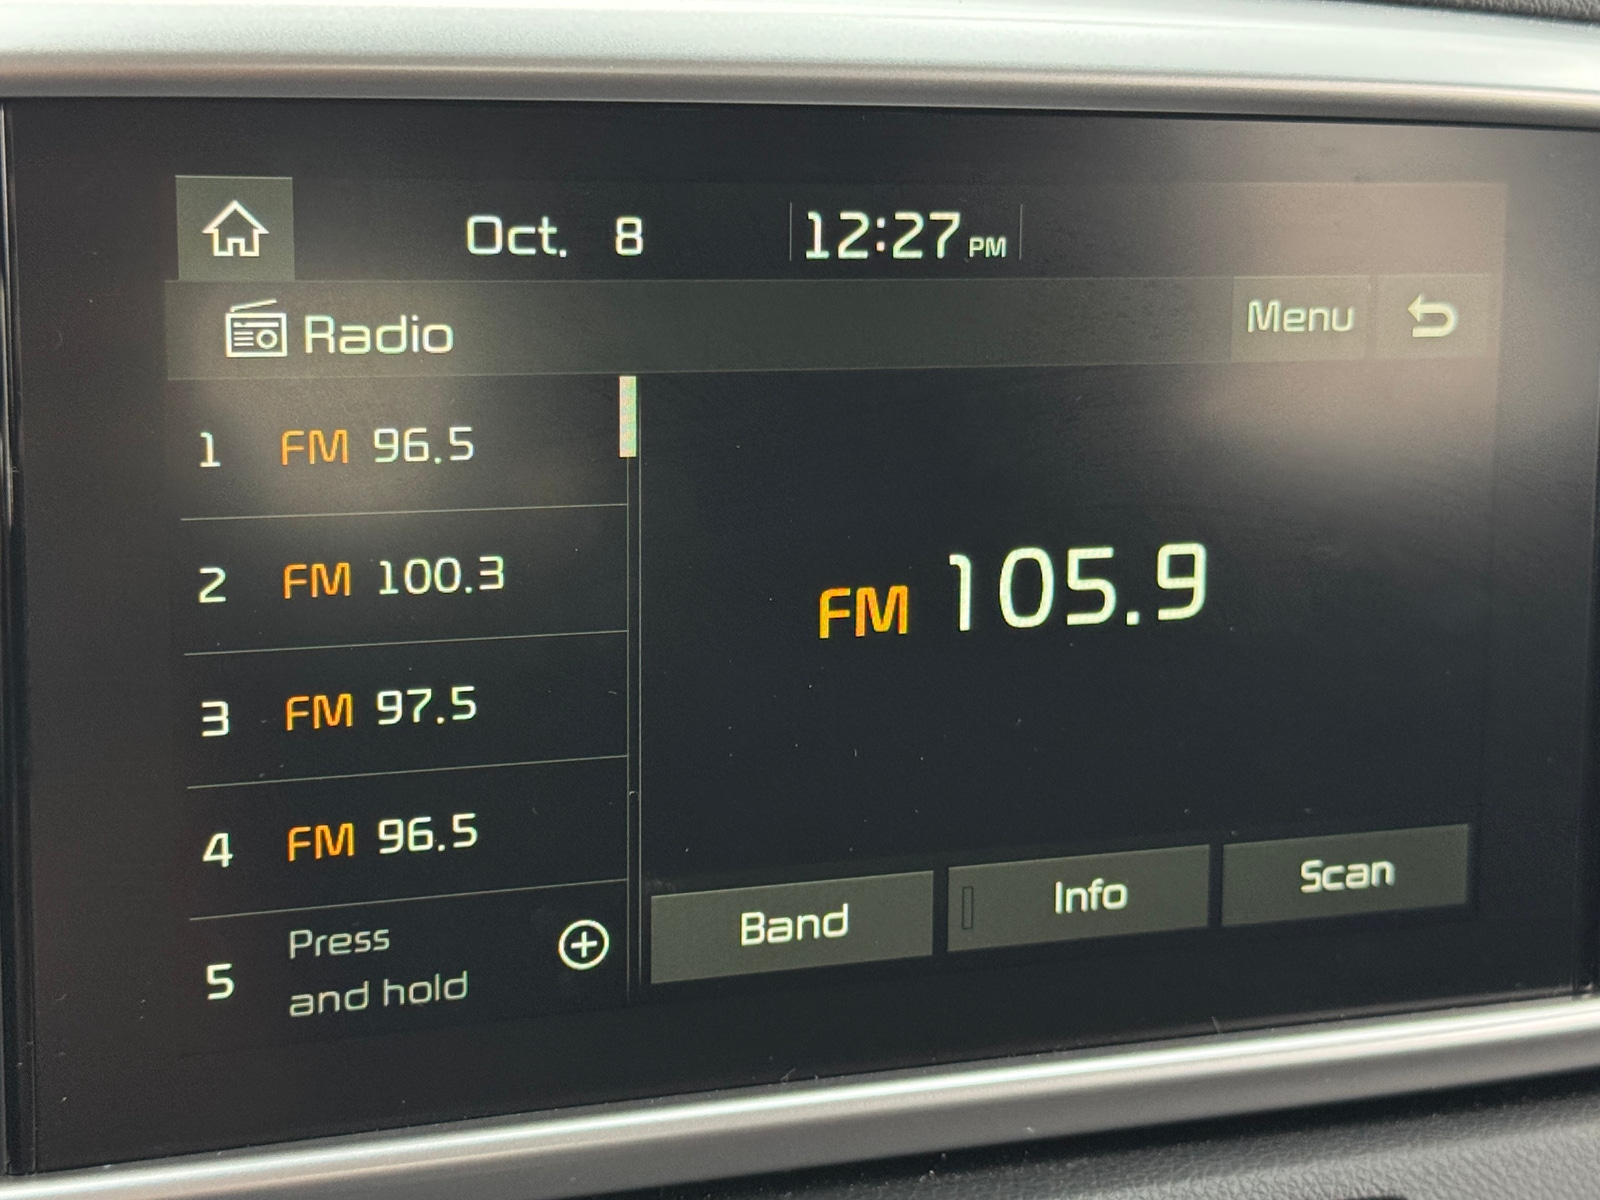 Oct. 8 12:27 PM
Radio Menu
1 FM 96.5
2 FM 100.3
3 FM 97.5
4 FM 96.5
5 Press
and hold
FM 105.9
Band Info Scan